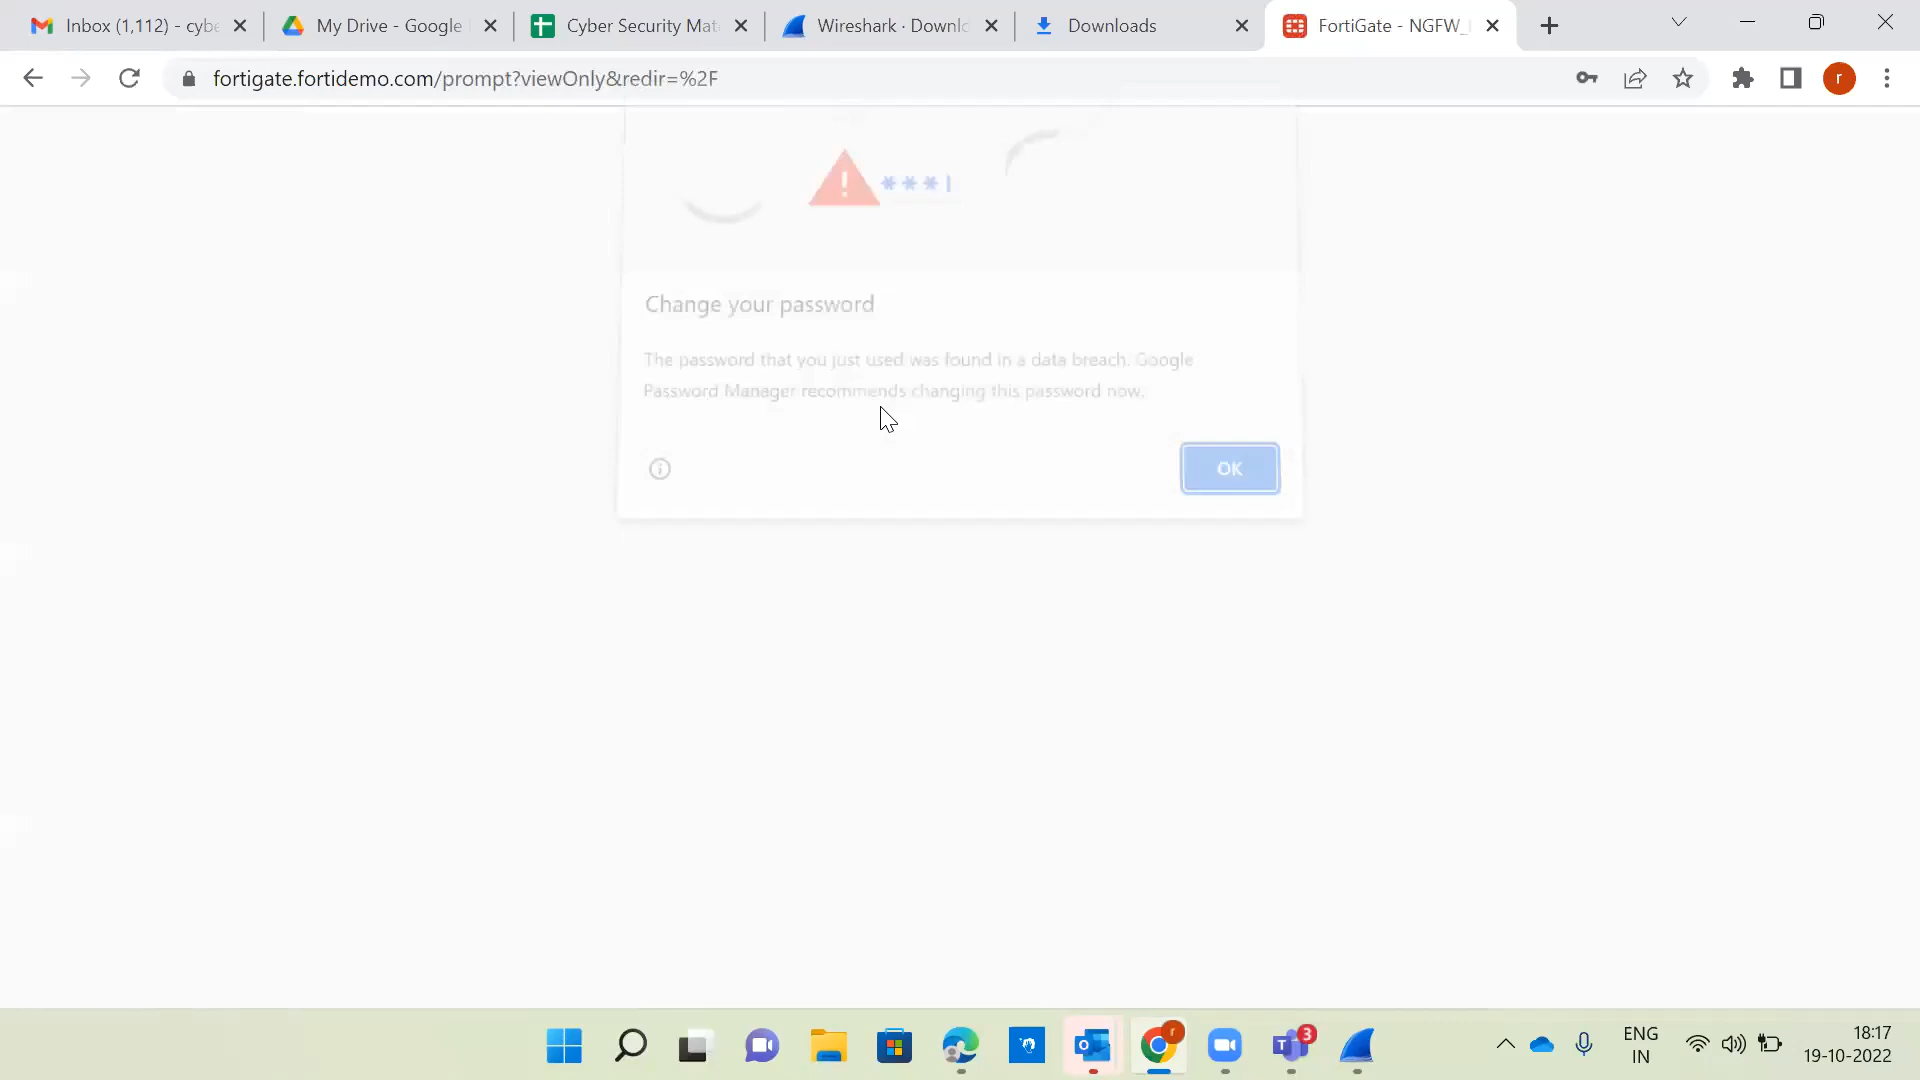 Inbox (1,112) - cybe
My Drive - Google
Cyber Security Mat
Wireshark · Downlo
Downloads
FortiGate - NGFW_
fortigate.fortidemo.com/prompt?viewOnly&redir=%2F
r
***|
Change your password
The password that you just used was found in a data breach. Google
Password Manager recommends changing this password now.
OK
r
3
ENG
IN
18:17
19-10-2022